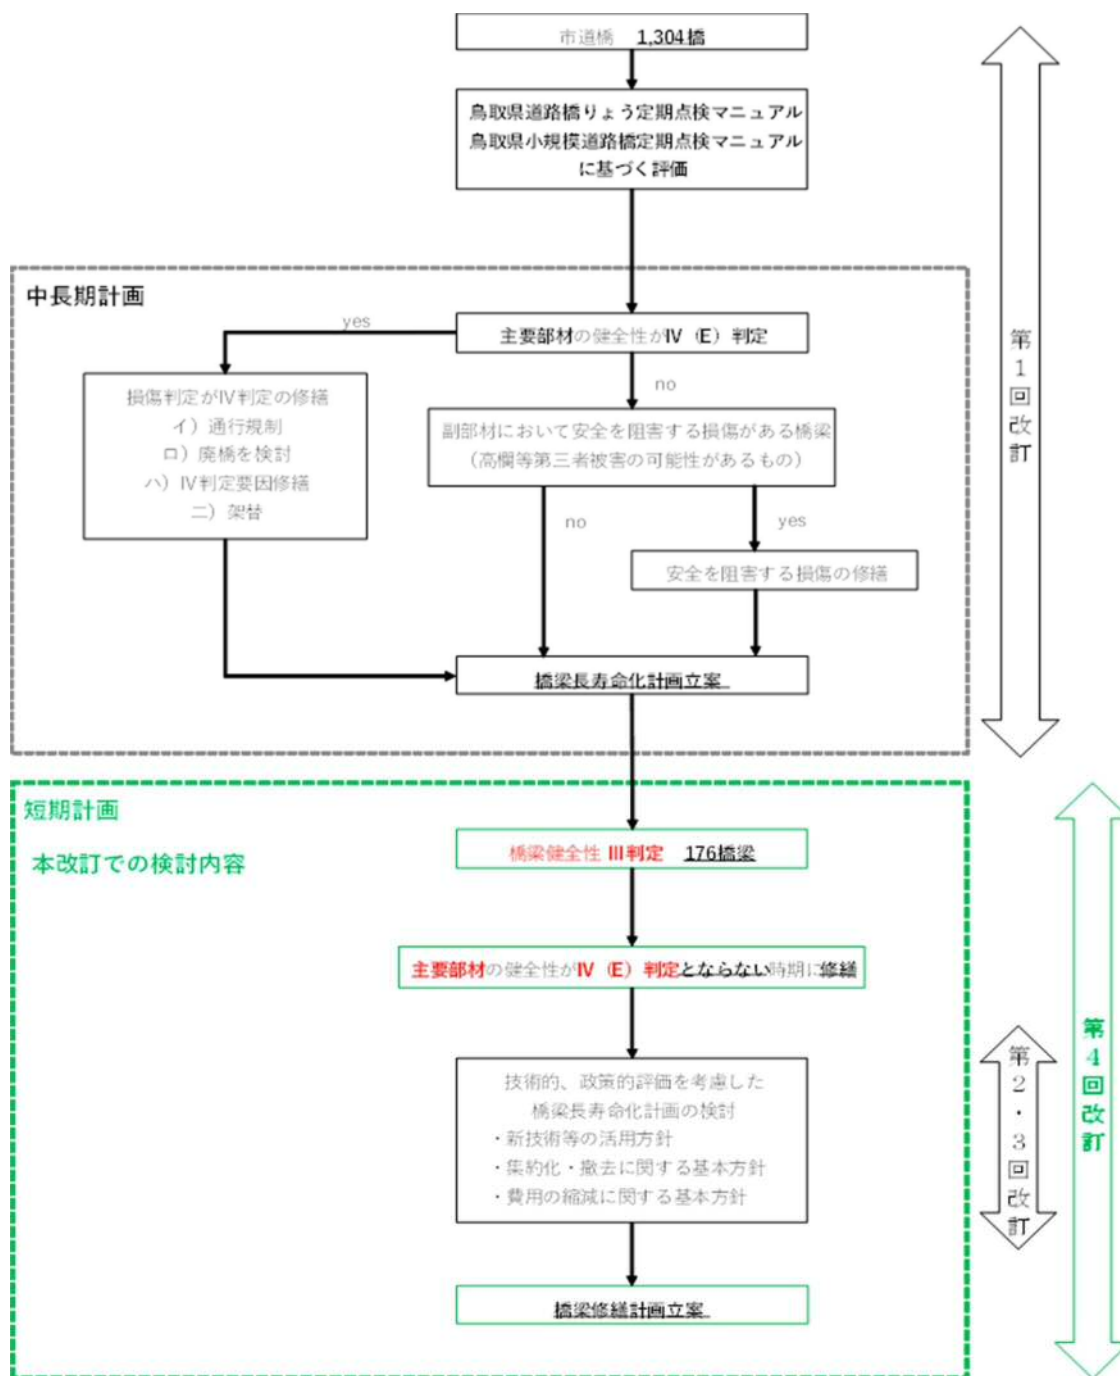 市道橋 1,304橋
鳥取県道路橋りょう定期点検マニュアル
鳥取県小規模道路橋定期点検マニュアル
に基づく評価
中長期計画
主要部材の健全性がⅣ（E）判定
yes
no
損傷判定がⅣ判定の修繕
イ）通行規制
ロ）廃橋を検討
ハ）Ⅳ判定要因修繕
二）架替
副部材において安全を阻害する損傷がある橋梁
（高欄等第三者被害の可能性があるもの）
no
yes
安全を阻害する損傷の修繕
橋梁長寿命化計画立案
第1回改訂
短期計画
本改訂での検討内容
橋梁健全性 Ⅲ判定 176橋梁
主要部材の健全性がⅣ（E）判定とならない時期に修繕
技術的、政策的評価を考慮した
橋梁長寿命化計画の検討
・新技術等の活用方針
・集約化・撤去に関する基本方針
・費用の縮減に関する基本方針
橋梁修繕計画立案
第2・3回改訂
第4回改訂